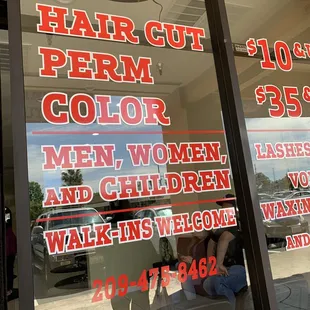 HAIR CUT
PERM
COLOR
MEN, WOMEN,
AND CHILDREN
WALK-INS WELCOME
209-475-8462
$10 &
$35 &
LASHES
WAXIN
AND